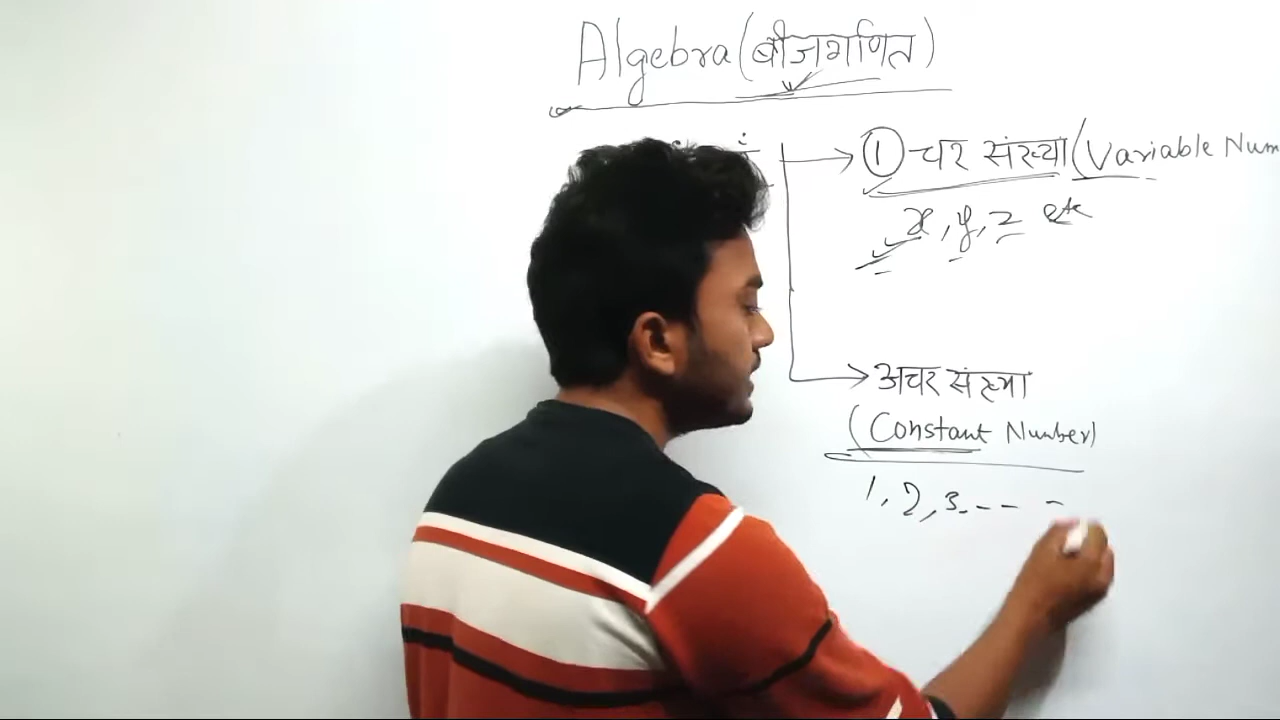 Algebra (बीजगणित)
① चर संख्या (Variable Num
x, y, z etc
अचर संख्या
(Constant Number)
1, 2, 3 - - - -